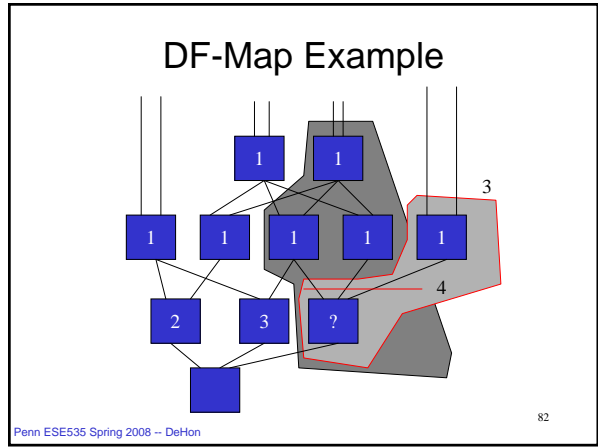 DF-Map Example
1 1
3
1 1 1 1 1
4
2 3 ?
82
Penn ESE535 Spring 2008 -- DeHon